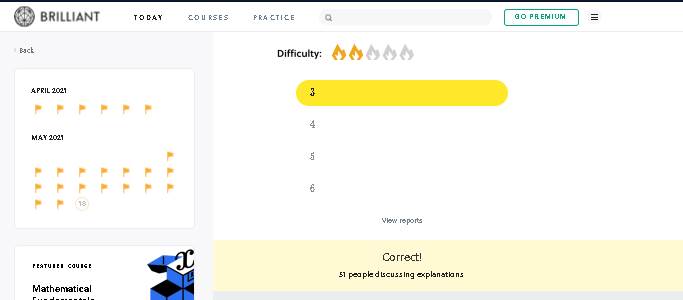 BRILLIANT
TODAY
COURSES
PRACTICE
GO PREMIUM
Back
APRIL 2021
MAY 2021
18
FEATURED COURSE
Mathematical
Fundamentals
Difficulty:
3
4
5
6
View reports
Correct!
51 people discussing explanations